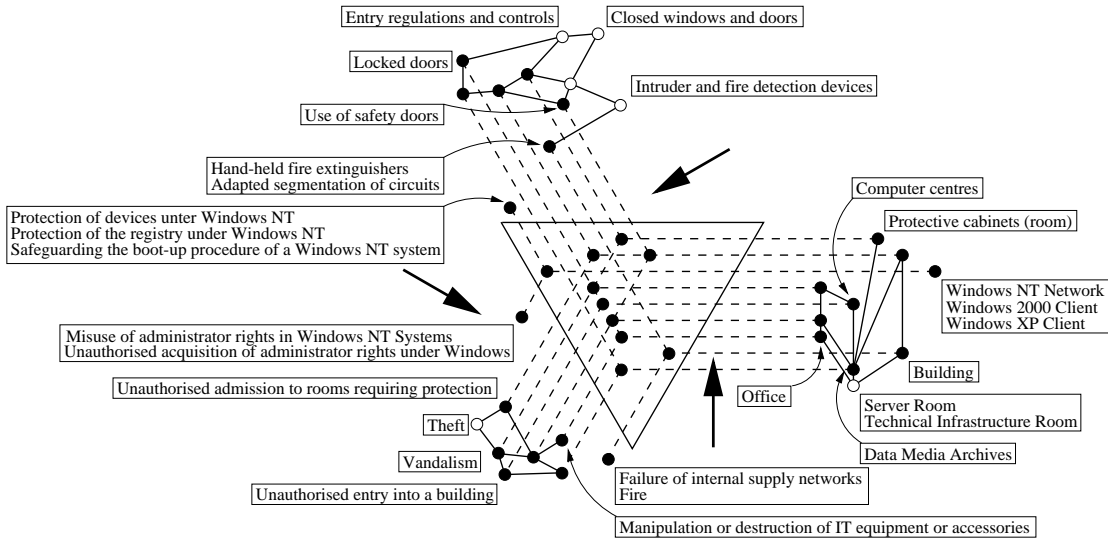 Entry regulations and controls
Closed windows and doors
Locked doors
Intruder and fire detection devices
Use of safety doors
Hand-held fire extinguishers
Adapted segmentation of circuits
Computer centres
Protection of devices unter Windows NT
Protection of the registry under Windows NT
Safeguarding the boot-up procedure of a Windows NT system
Protective cabinets (room)
Windows NT Network
Windows 2000 Client
Windows XP Client
Misuse of administrator rights in Windows NT Systems
Unauthorised acquisition of administrator rights under Windows
Building
Unauthorised admission to rooms requiring protection
Office
Server Room
Technical Infrastructure Room
Theft
Data Media Archives
Vandalism
Unauthorised entry into a building
Failure of internal supply networks
Fire
Manipulation or destruction of IT equipment or accessories